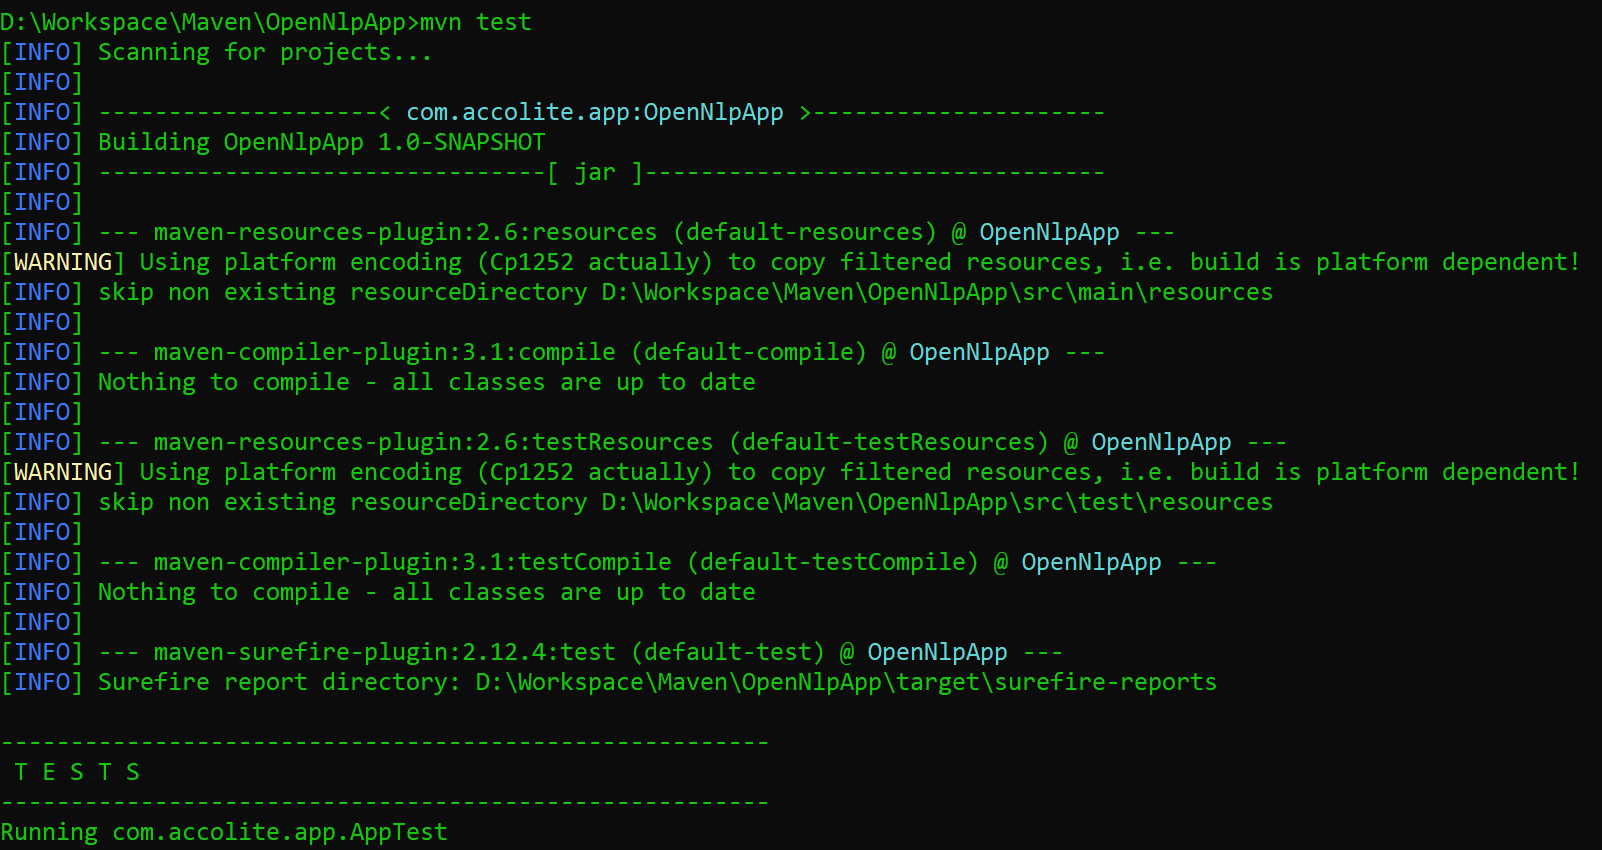 D:\Workspace\Maven\OpenNlpApp>mvn test
[INFO] Scanning for projects...
[INFO]
[INFO] --------------------< com.accolite.app:OpenNlpApp >---------------------
[INFO] Building OpenNlpApp 1.0-SNAPSHOT
[INFO] --------------------------------[ jar ]---------------------------------
[INFO]
[INFO] --- maven-resources-plugin:2.6:resources (default-resources) @ OpenNlpApp ---
[WARNING] Using platform encoding (Cp1252 actually) to copy filtered resources, i.e. build is platform dependent!
[INFO] skip non existing resourceDirectory D:\Workspace\Maven\OpenNlpApp\src\main\resources
[INFO]
[INFO] --- maven-compiler-plugin:3.1:compile (default-compile) @ OpenNlpApp ---
[INFO] Nothing to compile - all classes are up to date
[INFO]
[INFO] --- maven-resources-plugin:2.6:testResources (default-testResources) @ OpenNlpApp ---
[WARNING] Using platform encoding (Cp1252 actually) to copy filtered resources, i.e. build is platform dependent!
[INFO] skip non existing resourceDirectory D:\Workspace\Maven\OpenNlpApp\src\test\resources
[INFO]
[INFO] --- maven-compiler-plugin:3.1:testCompile (default-testCompile) @ OpenNlpApp ---
[INFO] Nothing to compile - all classes are up to date
[INFO]
[INFO] --- maven-surefire-plugin:2.12.4:test (default-test) @ OpenNlpApp ---
[INFO] Surefire report directory: D:\Workspace\Maven\OpenNlpApp\target\surefire-reports
-------------------------------------------------------
T E S T S
-------------------------------------------------------
Running com.accolite.app.AppTest